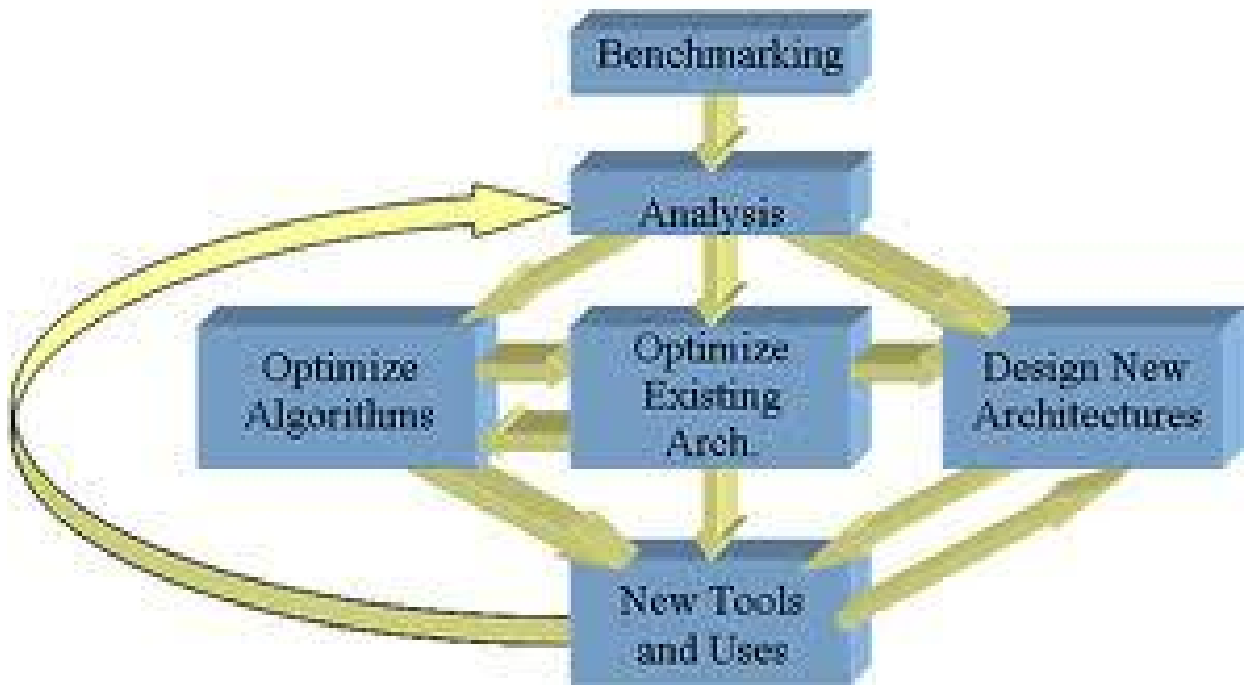 Benchmarking
Analysis
Optimize
Algorithms
Optimize
Existing
Arch.
Design New
Architectures
New Tools
and Uses